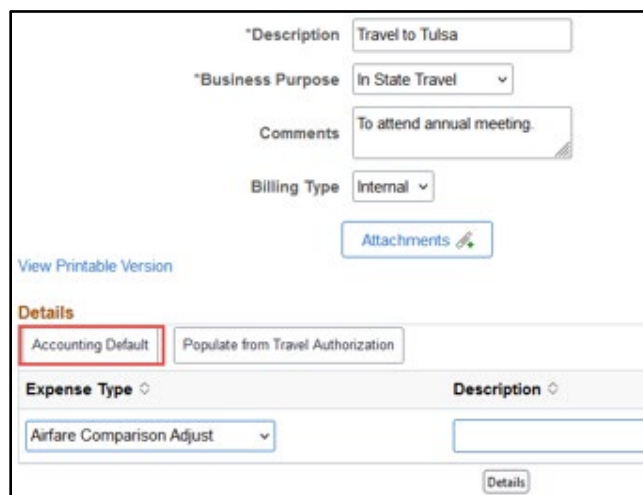 *Description Travel to Tulsa
*Business Purpose In State Travel
Comments To attend annual meeting.
Billing Type Internal
Attachments
View Printable Version
Details
Accounting Default Populate from Travel Authorization
Expense Type Description
Airfare Comparison Adjust
Details